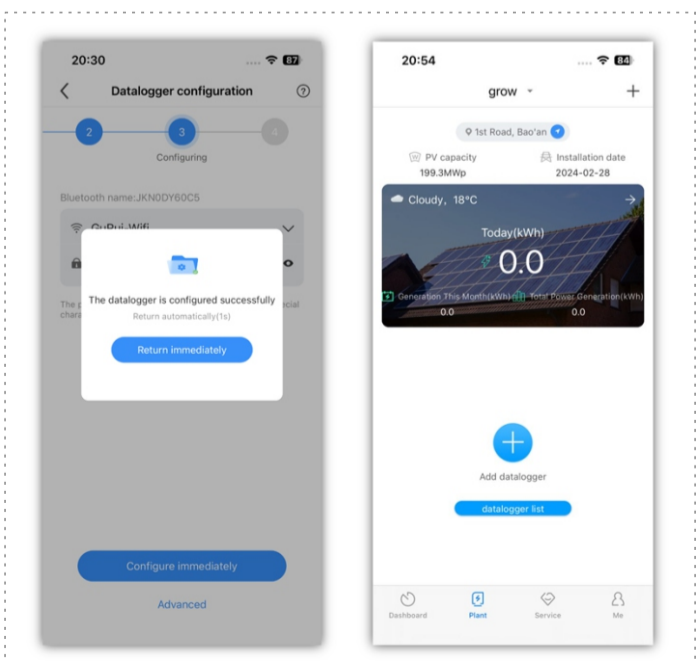 20:30
87
Datalogger configuration
?
2
3
4
Configuring
Bluetooth name:JKN0DY60C5
GuRui-Wifi
The datalogger is configured successfully
Return automatically(1s)
Return immediately
Configure immediately
Advanced
20:54
84
grow
1st Road, Bao'an
PV capacity
Installation date
199.3MWp
2024-02-28
Cloudy, 18°C
Today(kWh)
0.0
Generation This Month(kWh)
Total Power Generation(kWh)
0.0
0.0
Add datalogger
datalogger list
Dashboard
Plant
Service
Me